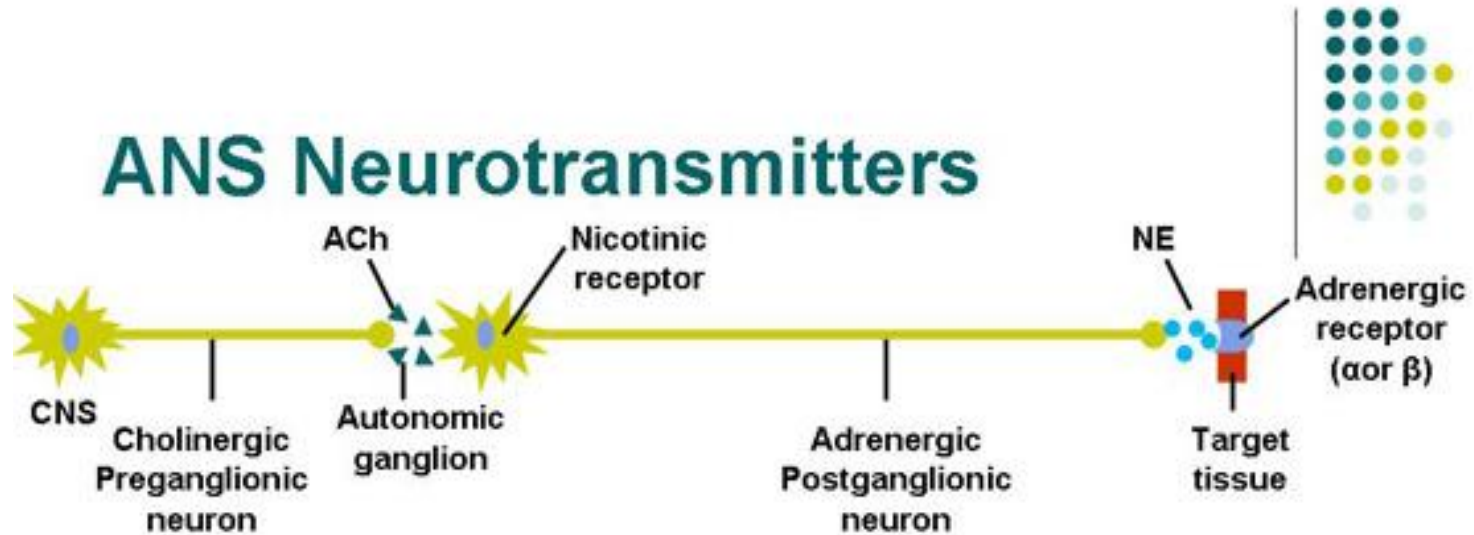 ANS Neurotransmitters
ACh
Nicotinic
receptor
NE
Adrenergic
receptor
(αor β)
CNS
Cholinergic
Preganglionic
neuron
Autonomic
ganglion
Adrenergic
Postganglionic
neuron
Target
tissue